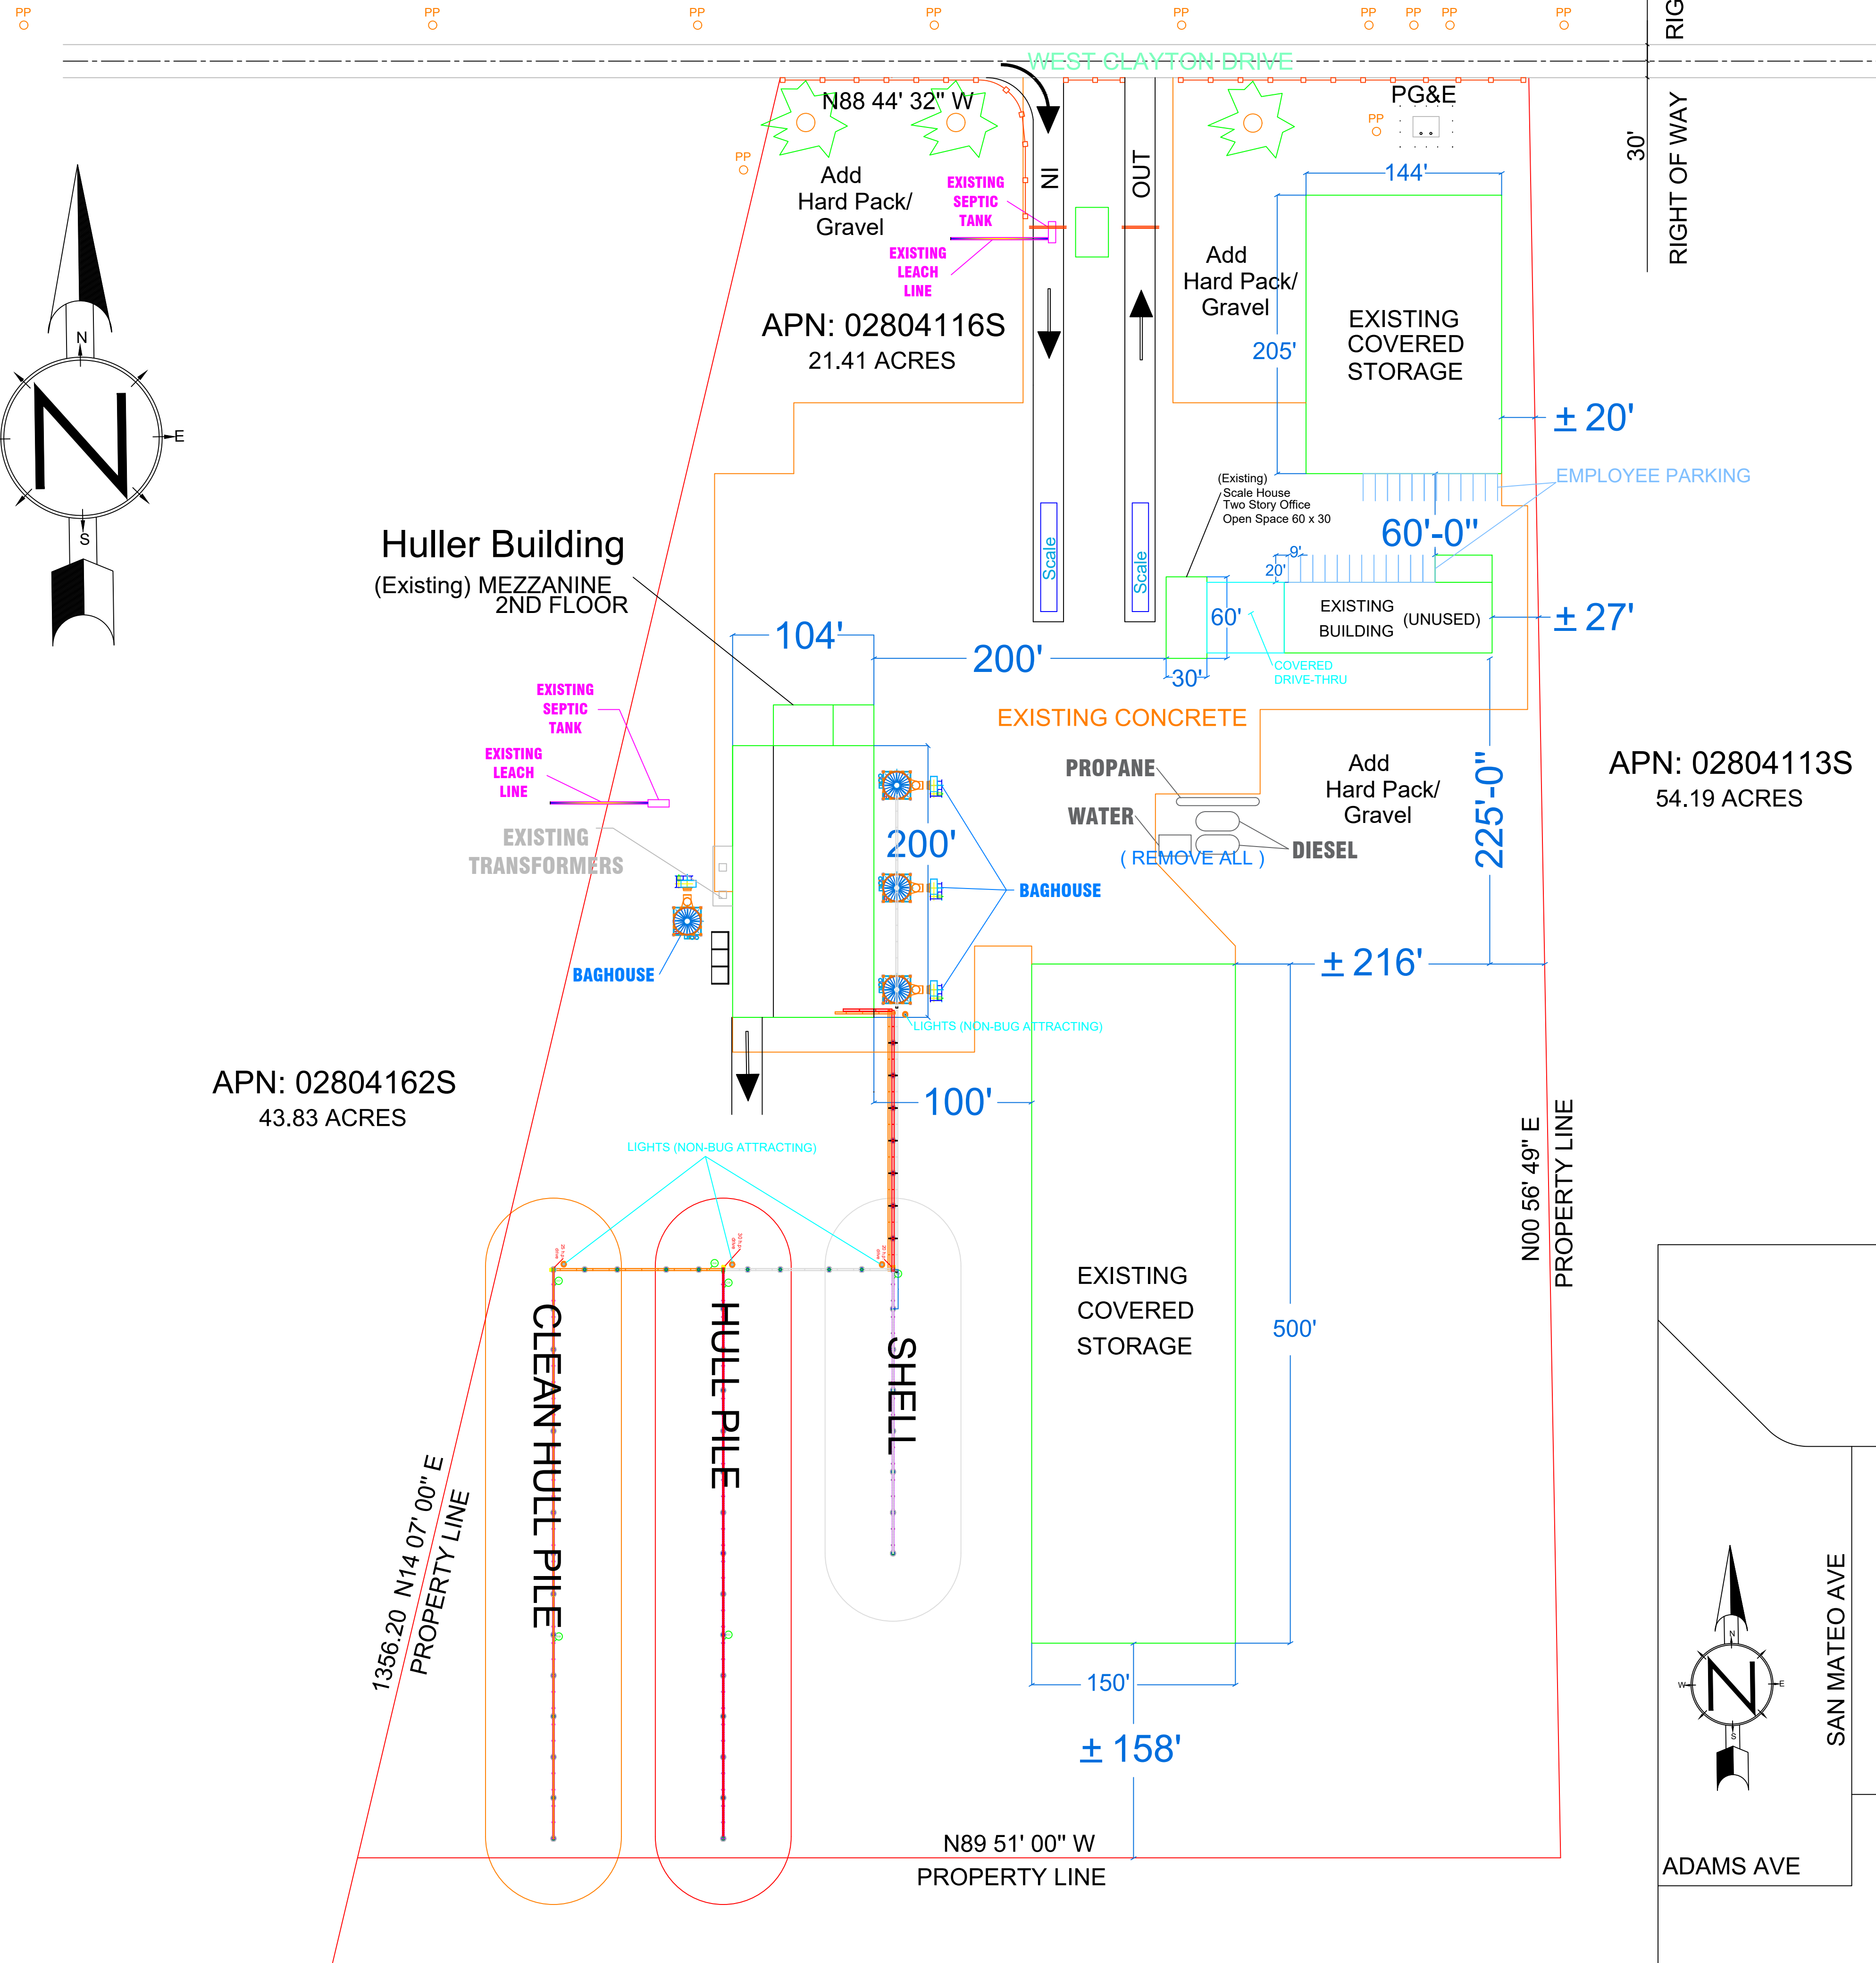 PP
PP
PP
PP
PP
PP
PP
PP
PP
RIG
WEST CLAYTON DRIVE
N88 44' 32" W
PG&E
PP
PP
30'
RIGHT OF WAY
Add
Hard Pack/
Gravel
EXISTING
SEPTIC
TANK
EXISTING
LEACH
LINE
IN
OUT
144'
Add
Hard Pack/
Gravel
205'
EXISTING
COVERED
STORAGE
APN: 02804116S
21.41 ACRES
N
E
S
N
± 20'
EMPLOYEE PARKING
(Existing)
Scale House
Two Story Office
Open Space 60 x 30
60'-0"
9'
20'
Scale
Scale
Huller Building
(Existing) MEZZANINE
2ND FLOOR
EXISTING
BUILDING
(UNUSED)
± 27'
60'
104'
200'
30'
COVERED
DRIVE-THRU
EXISTING
SEPTIC
TANK
EXISTING
LEACH
LINE
EXISTING CONCRETE
PROPANE
WATER
DIESEL
( REMOVE ALL )
Add
Hard Pack/
Gravel
225'-0"
APN: 02804113S
54.19 ACRES
EXISTING
TRANSFORMERS
200'
BAGHOUSE
BAGHOUSE
± 216'
LIGHTS (NON-BUG ATTRACTING)
APN: 02804162S
43.83 ACRES
100'
LIGHTS (NON-BUG ATTRACTING)
N00 56' 49" E
PROPERTY LINE
CLEAN HULL PILE
HULL PILE
SHELL
EXISTING
COVERED
STORAGE
500'
1356.20 N14 07' 00" E
PROPERTY LINE
150'
± 158'
N89 51' 00" W
PROPERTY LINE
N
W
E
S
N
SAN MATEO AVE
ADAMS AVE